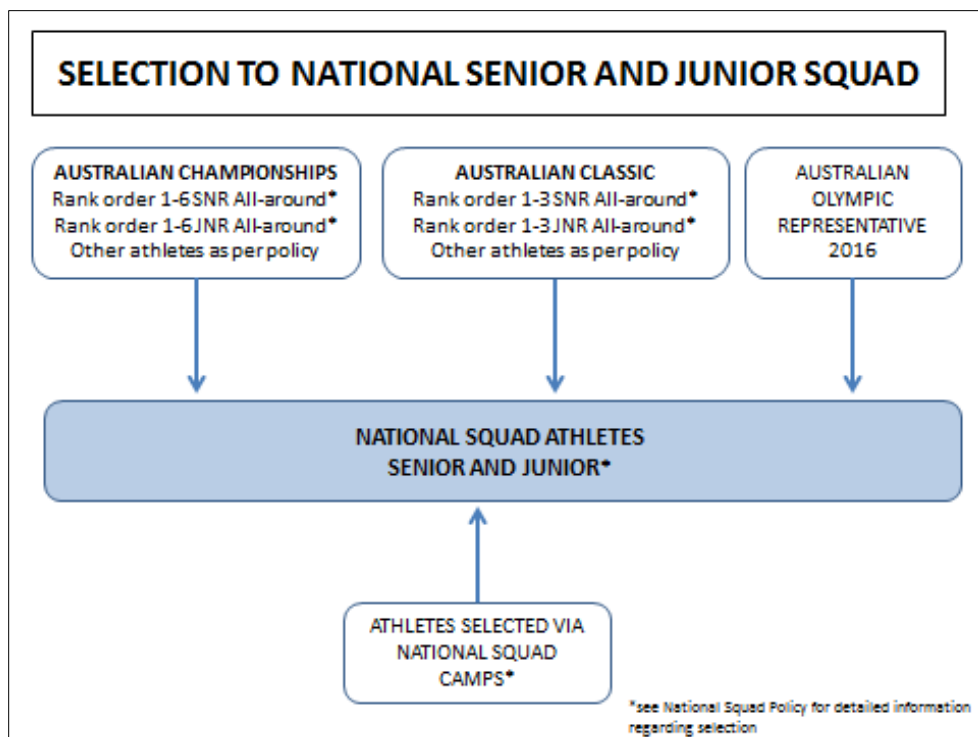 SELECTION TO NATIONAL SENIOR AND JUNIOR SQUAD
AUSTRALIAN CHAMPIONSHIPS
Rank order 1-6 SNR All-around*
Rank order 1-6 JNR All-around*
Other athletes as per policy
AUSTRALIAN CLASSIC
Rank order 1-3 SNR All-around*
Rank order 1-3 JNR All-around*
Other athletes as per policy
AUSTRALIAN
OLYMPIC
REPRESENTATIVE
2016
NATIONAL SQUAD ATHLETES
SENIOR AND JUNIOR*
ATHLETES SELECTED VIA
NATIONAL SQUAD
CAMPS*
*see National Squad Policy for detailed information
regarding selection